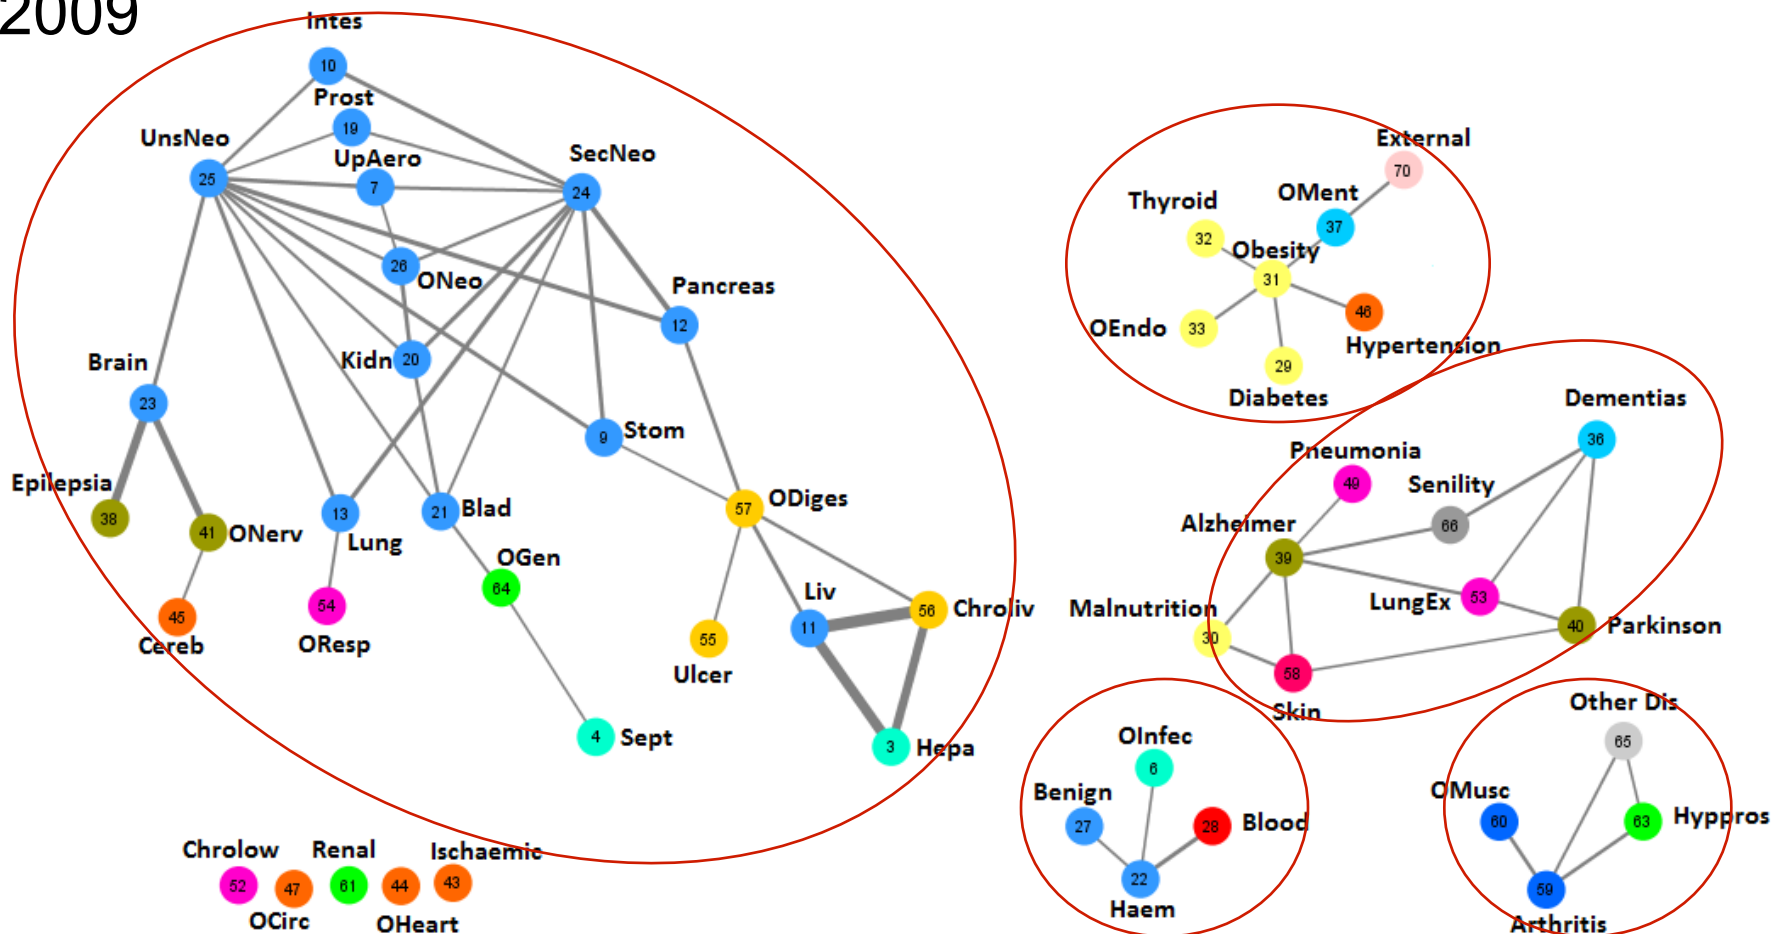 2009
Intes
10
Prost
19
UnsNeo
UpAero
SecNeo
25
7
24
26
ONeo
Pancreas
12
Brain
Kidn
20
23
Stom
9
Epilepsia
38
41
ONerv
13
Lung
21
Blad
57
ODiges
OGen
64
54
OResp
45
Cereb
Liv
11
56
Chroliv
55
Ulcer
4
Sept
3
Hepa
Chrolow
Renal
Ischaemic
52
47
61
44
43
OCirc
OHeart
External
70
OMent
37
Thyroid
32
Obesity
31
OEndo
33
46
Hypertension
29
Diabetes
Dementias
36
Pneumonia
49
Senility
66
Alzheimer
39
LungEx
53
Malnutrition
30
40
Parkinson
58
Skin
OInfec
6
Benign
27
28
Blood
22
Haem
Other Dis
65
OMusc
60
63
Hyppros
59
Arthritis